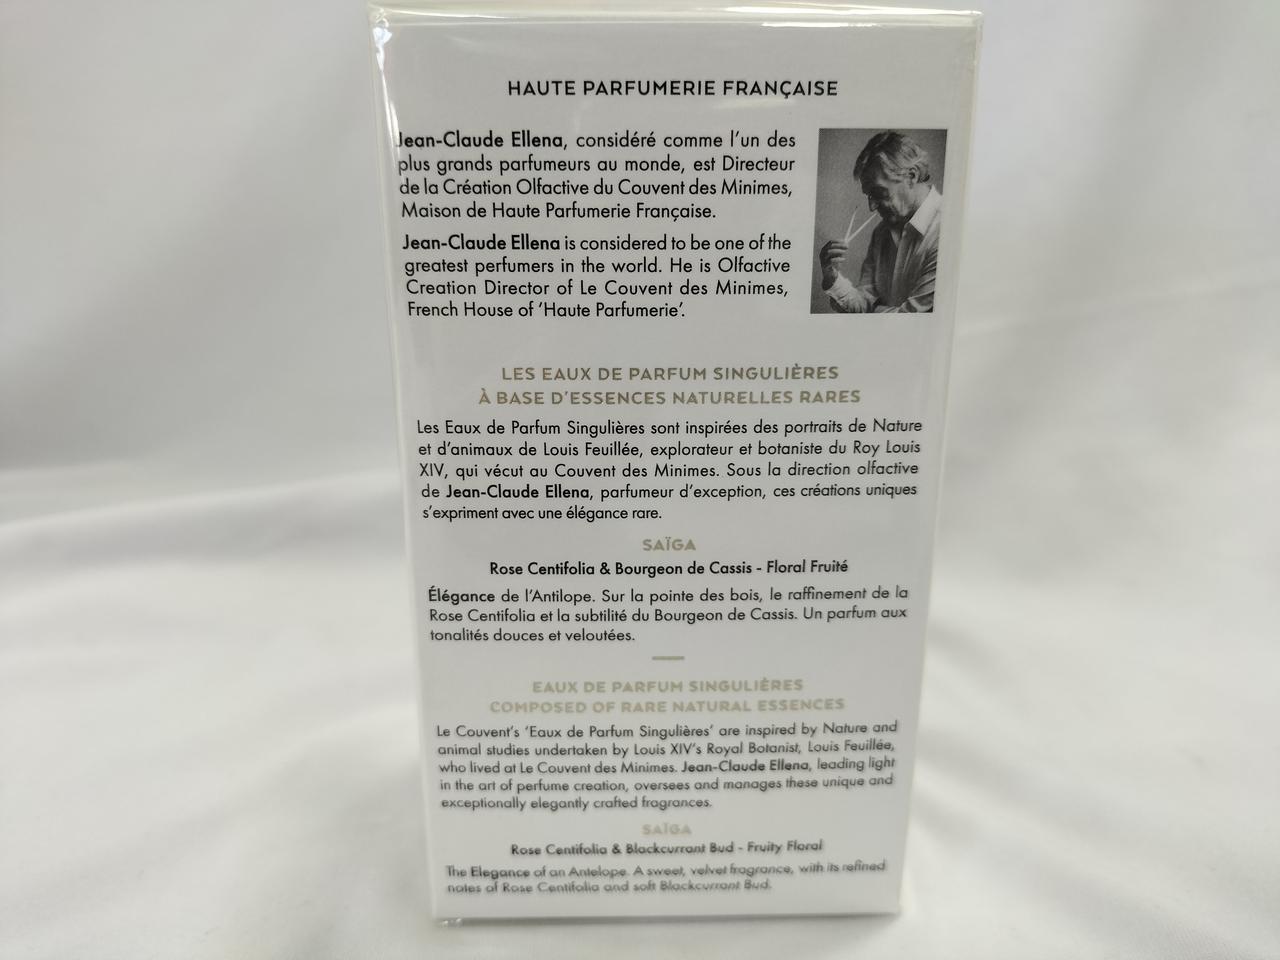 HAUTE PARFUMERIE FRANÇAISE
Jean-Claude Ellena, considéré comme l'un des
plus grands parfumeurs au monde, est Directeur
de la Création Olfactive du Couvent des Minimes,
Maison de Haute Parfumerie Française.
Jean-Claude Ellena is considered to be one of the
greatest perfumers in the world. He is Olfactive
Creation Director of Le Couvent des Minimes,
French House of 'Haute Parfumerie'.
LES EAUX DE PARFUM SINGULIÈRES
À BASE D'ESSENCES NATURELLES RARES
Les Eaux de Parfum Singulières sont inspirées des portraits de Nature
et d'animaux de Louis Feuillée, explorateur et botaniste du Roy Louis
XIV, qui vécut au Couvent des Minimes. Sous la direction olfactive
de Jean-Claude Ellena, parfumeur d'exception, ces créations uniques
s'expriment avec une élégance rare.
SAÏGA
Rose Centifolia & Bourgeon de Cassis - Floral Fruité
Élégance de l'Antilope. Sur la pointe des bois, le raffinement de la
Rose Centifolia et la subtilité du Bourgeon de Cassis. Un parfum aux
tonalités douces et veloutées.
EAUX DE PARFUM SINGULIÈRES
COMPOSED OF RARE NATURAL ESSENCES
Le Couvent's 'Eaux de Parfum Singulières' are inspired by Nature and
animal studies undertaken by Louis XIV's Royal Botanist, Louis Feuillée,
who lived at Le Couvent des Minimes. Jean-Claude Ellena, leading light
in the art of perfume creation, oversees and manages these unique and
exceptionally elegantly crafted fragrances.
SAÏGA
Rose Centifolia & Blackcurrant Bud - Fruity Floral
The Elegance of an Antelope. A sweet, velvet fragrance, with its refined
notes of Rose Centifolia and soft Blackcurrant Bud.